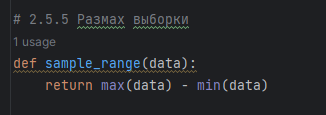 # 2.5.5 Размах выборки
1 usage
def sample_range(data):
    return max(data) - min(data)